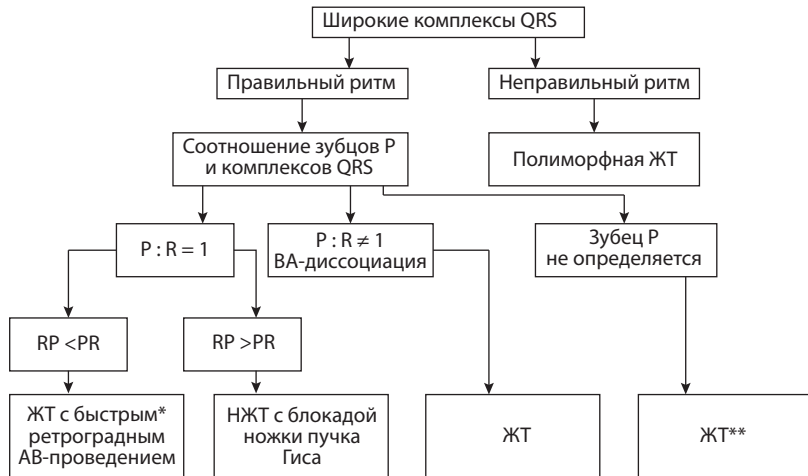 Широкие комплексы QRS
Правильный ритм
Неправильный ритм
Соотношение зубцов P
и комплексов QRS
Полиморфная ЖТ
P : R = 1
P : R ≠ 1
ВА-диссоциация
Зубец P
не определяется
RP <PR
RP >PR
ЖТ с быстрым*
ретроградным
АВ-проведением
НЖТ с блокадой
ножки пучка
Гиса
ЖТ
ЖТ**